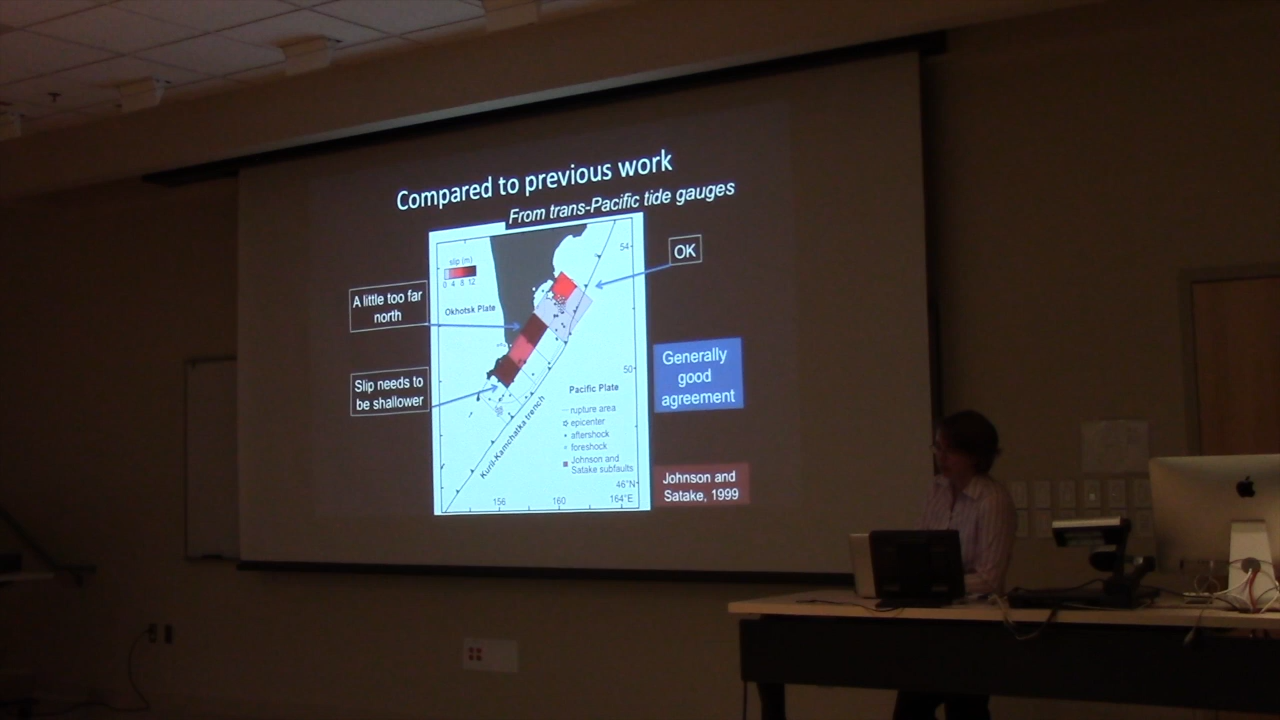 Compared to previous work
From trans-Pacific tide gauges
OK
54
slip (m)
0 4 8 12
A little too far
north
Okhotsk Plate
Generally
good
agreement
50
Slip needs to
be shallower
Pacific Plate
Kuril-Kamchatka trench
rupture area
epicenter
aftershock
foreshock
Johnson and
Satake subfaults
46°N
156
160
164°E
Johnson and
Satake, 1999